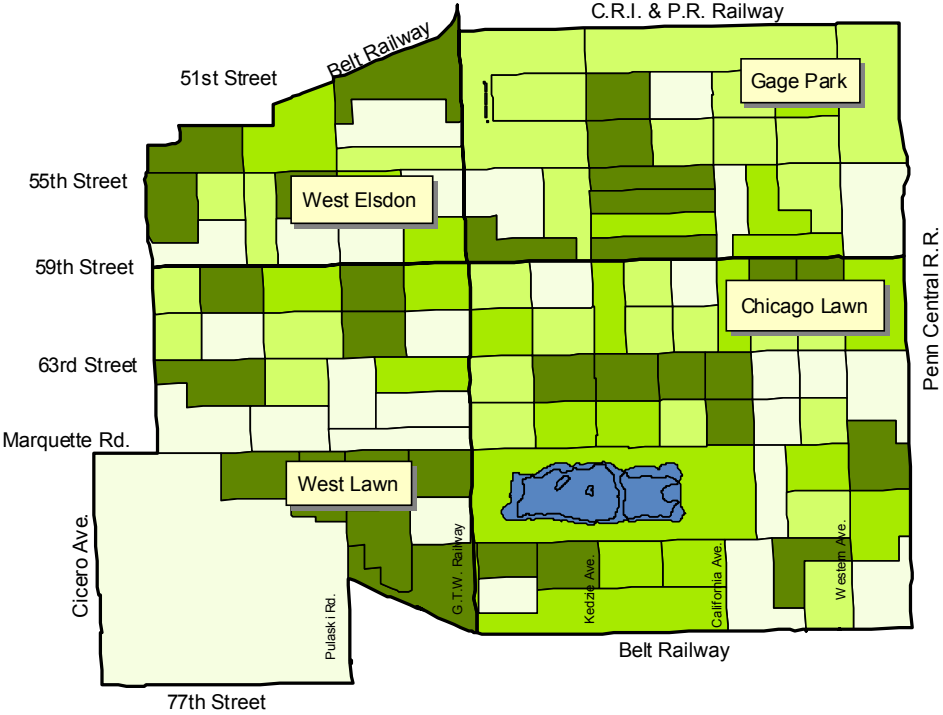 C.R.I. & P.R. Railway
Belt Railway
51st Street
Gage Park
55th Street
West Elsdon
59th Street
Penn Central R.R.
Chicago Lawn
63rd Street
Marquette Rd.
West Lawn
Cicero Ave.
Pulaski Rd.
G.T.W. Railway
Kedzie Ave.
California Ave.
Western Ave.
Belt Railway
77th Street